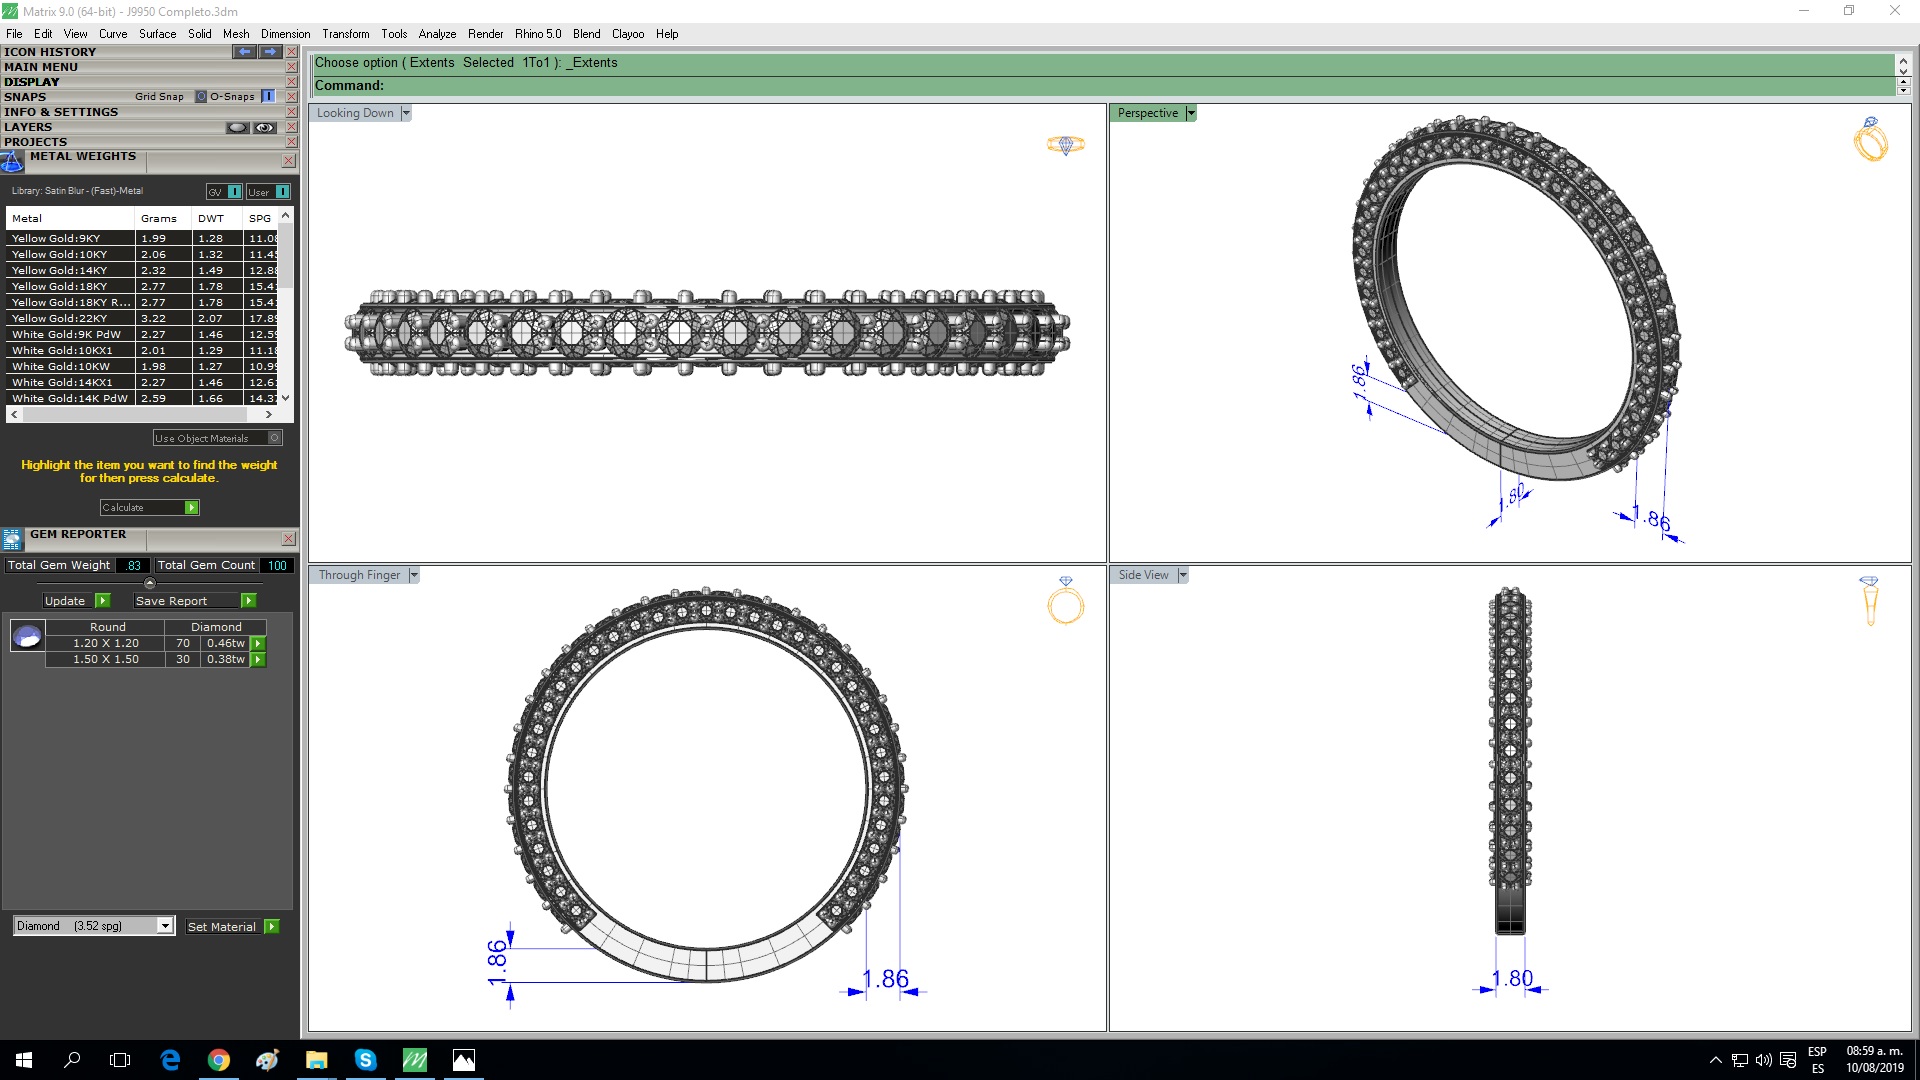 Matrix 9.0 (64-bit) - J9950 Completo.3dm
File Edit View Curve Surface Solid Mesh Dimension Transform Tools Analyze Render Rhino 5.0 Blend Clayoo Help
ICON HISTORY
MAIN MENU
DISPLAY
SNAPS Grid Snap O-Snaps
INFO & SETTINGS
LAYERS
PROJECTS
METAL WEIGHTS
Library: Satin Blur - (Fast)-Metal GV User
Metal Grams DWT SPG
Yellow Gold:9KY 1.99 1.28 11.08
Yellow Gold:10KY 2.06 1.32 11.4
Yellow Gold:14KY 2.32 1.49 12.88
Yellow Gold:18KY 2.77 1.78 15.4
Yellow Gold:18KY R... 2.77 1.78 15.4
Yellow Gold:22KY 3.22 2.07 17.8
White Gold:9K PdW 2.27 1.46 12.5
White Gold:10KX1 2.01 1.29 11.1
White Gold:10KW 1.98 1.27 10.9
White Gold:14KX1 2.27 1.46 12.6
White Gold:14K PdW 2.59 1.66 14.3
Use Object Materials
Highlight the item you want to find the weight
for then press calculate.
Calculate
GEM REPORTER
Total Gem Weight .83 Total Gem Count 100
Update Save Report
Round Diamond
1.20 X 1.20 70 0.46tw
1.50 X 1.50 30 0.38tw
Diamond (3.52 spg) Set Material
Choose option ( Extents Selected 1To1 ): _Extents
Command:
Looking Down
Perspective
1.86
1.80
1.86
Through Finger
1.86
1.86
Side View
1.80
ESP
ES
08:59 a. m.
10/08/2019